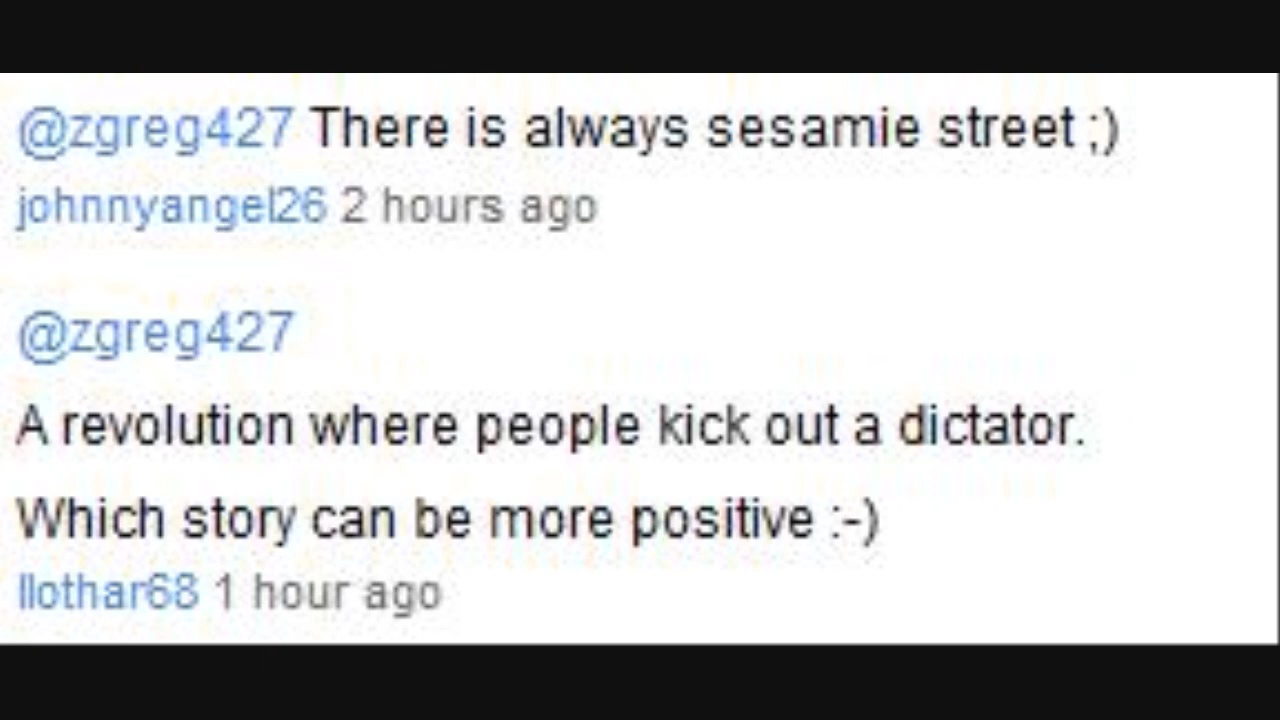 @zgreg427 There is always sesamie street ;)
johnnyangel26 2 hours ago
@zgreg427
A revolution where people kick out a dictator.
Which story can be more positive :-)
llothar68 1 hour ago